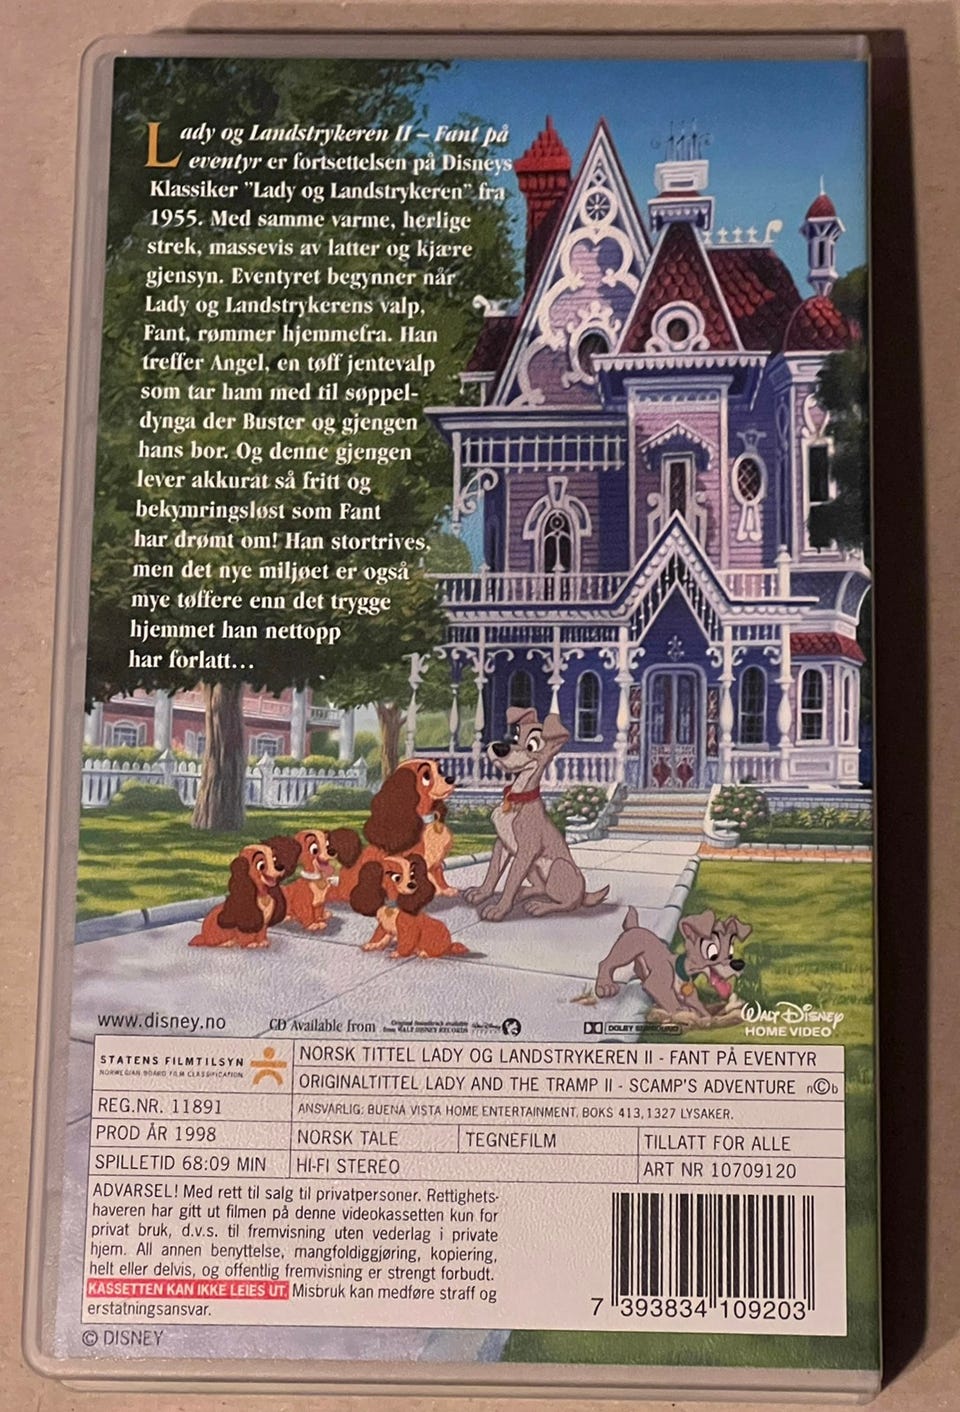 Lady og Landstrykeren II – Fant på
eventyr er fortsettelsen på Disneys
Klassiker "Lady og Landstrykeren" fra
1955. Med samme varme, herlige
strek, massevis av latter og kjære
gjensyn. Eventyret begynner når
Lady og Landstrykerens valp,
Fant, rømmer hjemmefra. Han
treffer Angel, en tøff jentevalp
som tar ham med til søppel-
dynga der Buster og gjengen
hans bor. Og denne gjengen
lever akkurat så fritt og
bekymringsløst som Fant
har drømt om! Han stortrives,
men det nye miljøet er også
mye tøffere enn det trygge
hjemmet han nettopp
har forlatt...
www.disney.no
CD Available from
Original Soundtrack available
from WALT DISNEY RECORDS
DOLBY SURROUND
WALT DISNEY
HOME VIDEO
STATENS FILMTILSYN
NORWEGIAN BOARD FILM CLASSIFICATION
NORSK TITTEL LADY OG LANDSTRYKEREN II - FANT PÅ EVENTYR
ORIGINALTITTEL LADY AND THE TRAMP II - SCAMP'S ADVENTURE n©b
REG.NR. 11891
ANSVARLIG: BUENA VISTA HOME ENTERTAINMENT, BOKS 413, 1327 LYSAKER.
PROD ÅR 1998
NORSK TALE
TEGNEFILM
TILLATT FOR ALLE
SPILLETID 68:09 MIN
HI-FI STEREO
ART NR 10709120
ADVARSEL! Med rett til salg til privatpersoner. Rettighets-
haveren har gitt ut filmen på denne videokassetten kun for
privat bruk, d.v.s. til fremvisning uten vederlag i private
hjem. All annen benyttelse, mangfoldiggjøring, kopiering,
helt eller delvis, og offentlig fremvisning er strengt forbudt.
KASSETTEN KAN IKKE LEIES UT. Misbruk kan medføre straff og
erstatningsansvar.
7 393834 109203
© DISNEY